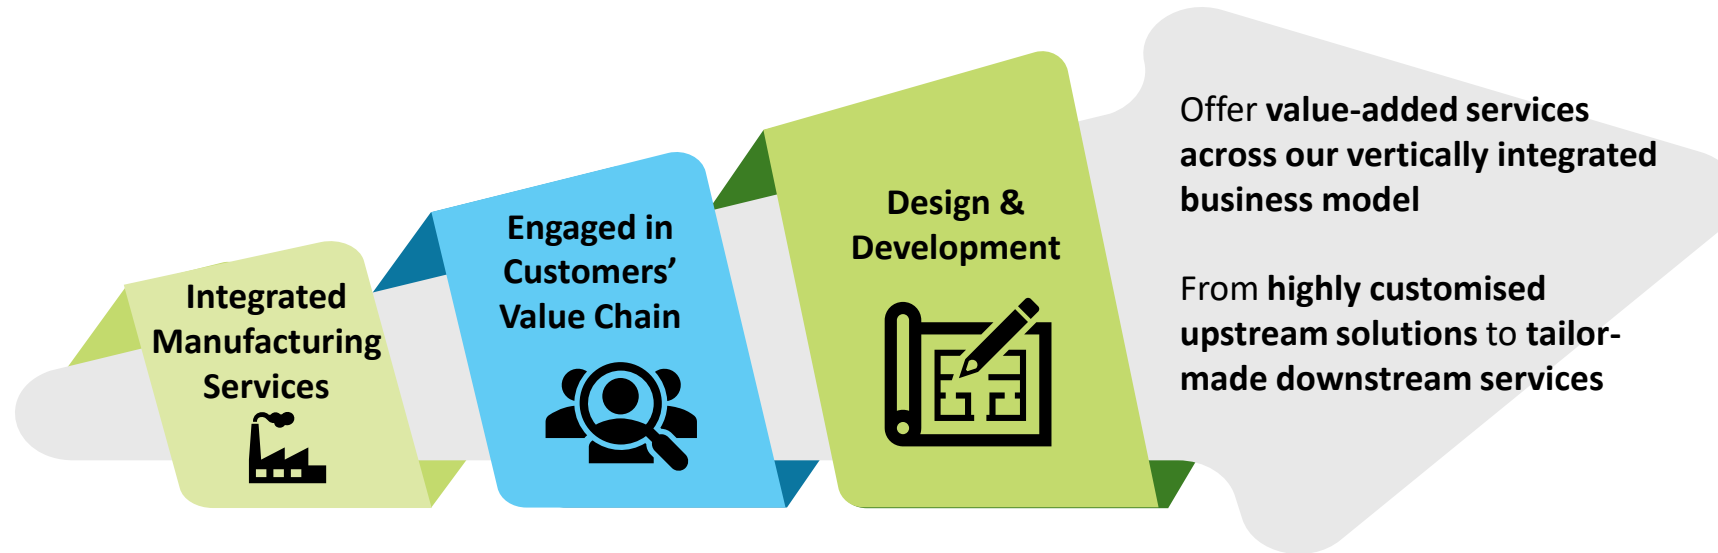 Integrated
Manufacturing
Services
Engaged in
Customers’
Value Chain
Design &
Development
Offer value-added services
across our vertically integrated
business model
From highly customised
upstream solutions to tailor-
made downstream services